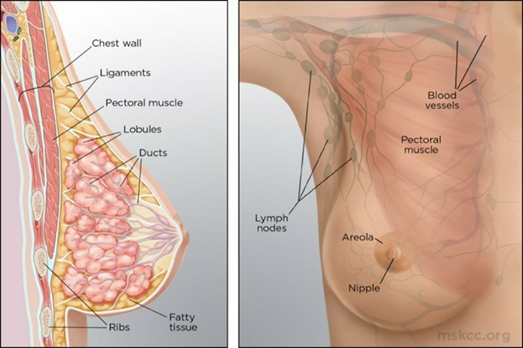 Chest wall
Ligaments
Pectoral muscle
Lobules
Ducts
Fatty
tissue
Ribs
Blood
vessels
Pectoral
muscle
Lymph
nodes
Areola
Nipple
mskcc.org